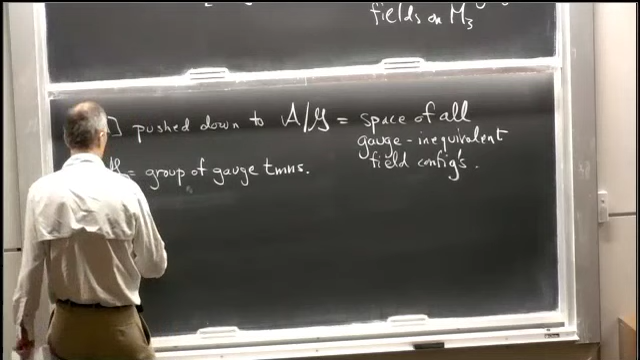 fields on M₃
pushed down to A/G = space of all
gauge-inequivalent
field config's.
= group of gauge tmns.